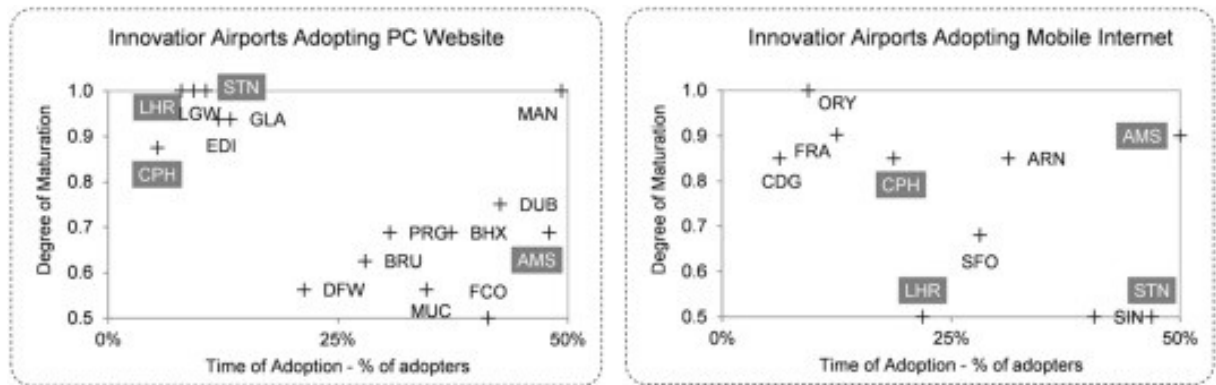 Innovatior Airports Adopting PC Website
Degree of Maturation
1.0
0.9
0.8
0.7
0.6
0.5
LHR
STN
LGW
GLA
MAN
EDI
CPH
DUB
PRG
BHX
AMS
BRU
DFW
FCO
MUC
0%
25%
50%
Time of Adoption - % of adopters
Innovatior Airports Adopting Mobile Internet
Degree of Maturation
1.0
0.9
0.8
0.7
0.6
0.5
ORY
AMS
FRA
ARN
CDG
CPH
SFO
LHR
STN
SIN
0%
25%
50%
Time of Adoption - % of adopters